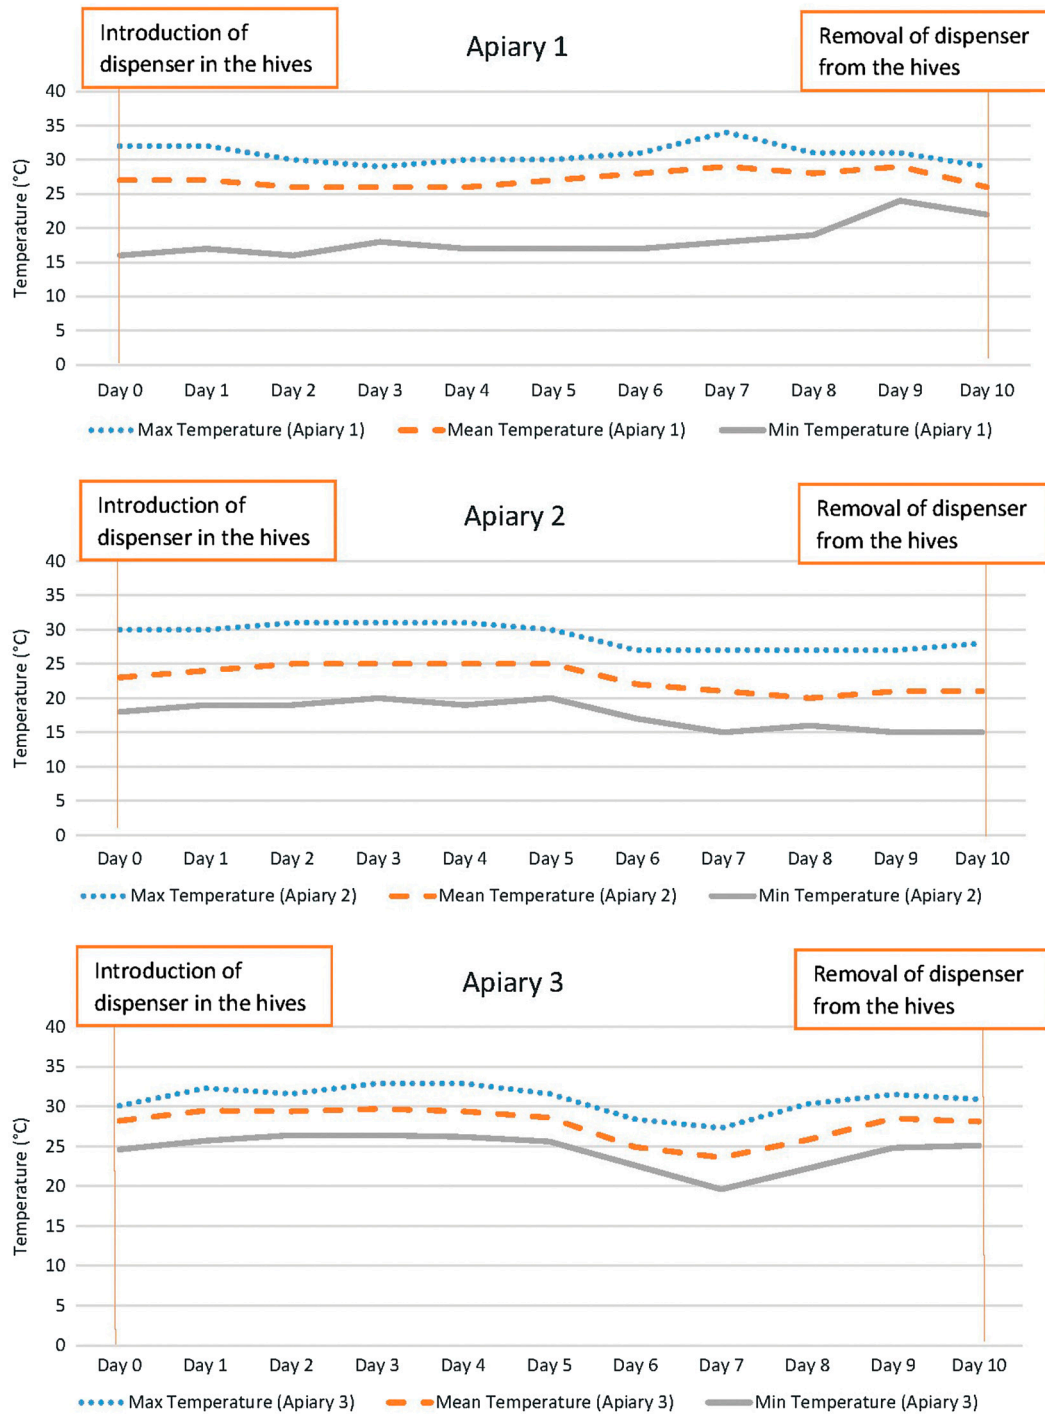 Introduction of
dispenser in the hives
Apiary 1
Removal of dispenser
from the hives
Temperature (°C)
40
35
30
25
20
15
10
5
0
Day 0 Day 1 Day 2 Day 3 Day 4 Day 5 Day 6 Day 7 Day 8 Day 9 Day 10
Max Temperature (Apiary 1) Mean Temperature (Apiary 1) Min Temperature (Apiary 1)
Introduction of
dispenser in the hives
Apiary 2
Removal of dispenser
from the hives
Temperature (°C)
40
35
30
25
20
15
10
5
0
Day 0 Day 1 Day 2 Day 3 Day 4 Day 5 Day 6 Day 7 Day 8 Day 9 Day 10
Max Temperature (Apiary 2) Mean Temperature (Apiary 2) Min Temperature (Apiary 2)
Introduction of
dispenser in the hives
Apiary 3
Removal of dispenser
from the hives
Temperature (°C)
40
35
30
25
20
15
10
5
0
Day 0 Day 1 Day 2 Day 3 Day 4 Day 5 Day 6 Day 7 Day 8 Day 9 Day 10
Max Temperature (Apiary 3) Mean Temperature (Apiary 3) Min Temperature (Apiary 3)